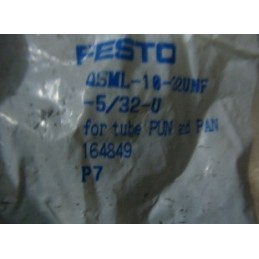 FESTO
QSML-10-32UNF
-5/32-U
for tube PUN and PAN
164849
P7